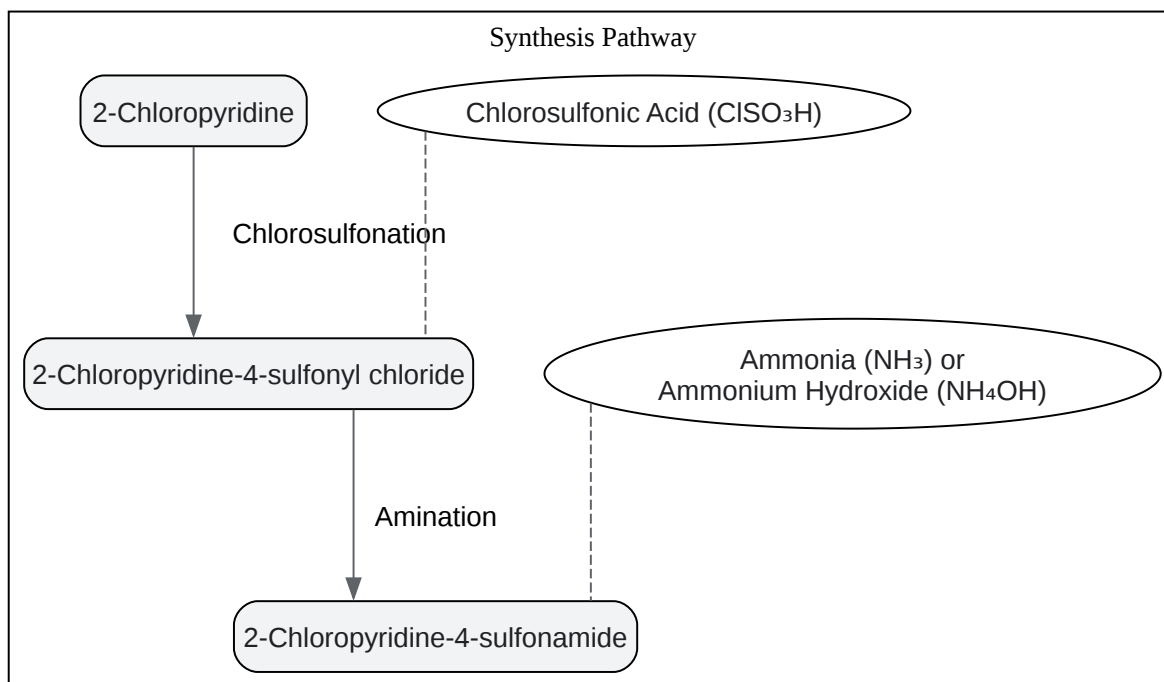 Synthesis Pathway
2-Chloropyridine
Chlorosulfonic Acid (ClSO₃H)
Chlorosulfonation
2-Chloropyridine-4-sulfonyl chloride
Ammonia (NH₃) or
Ammonium Hydroxide (NH₄OH)
Amination
2-Chloropyridine-4-sulfonamide